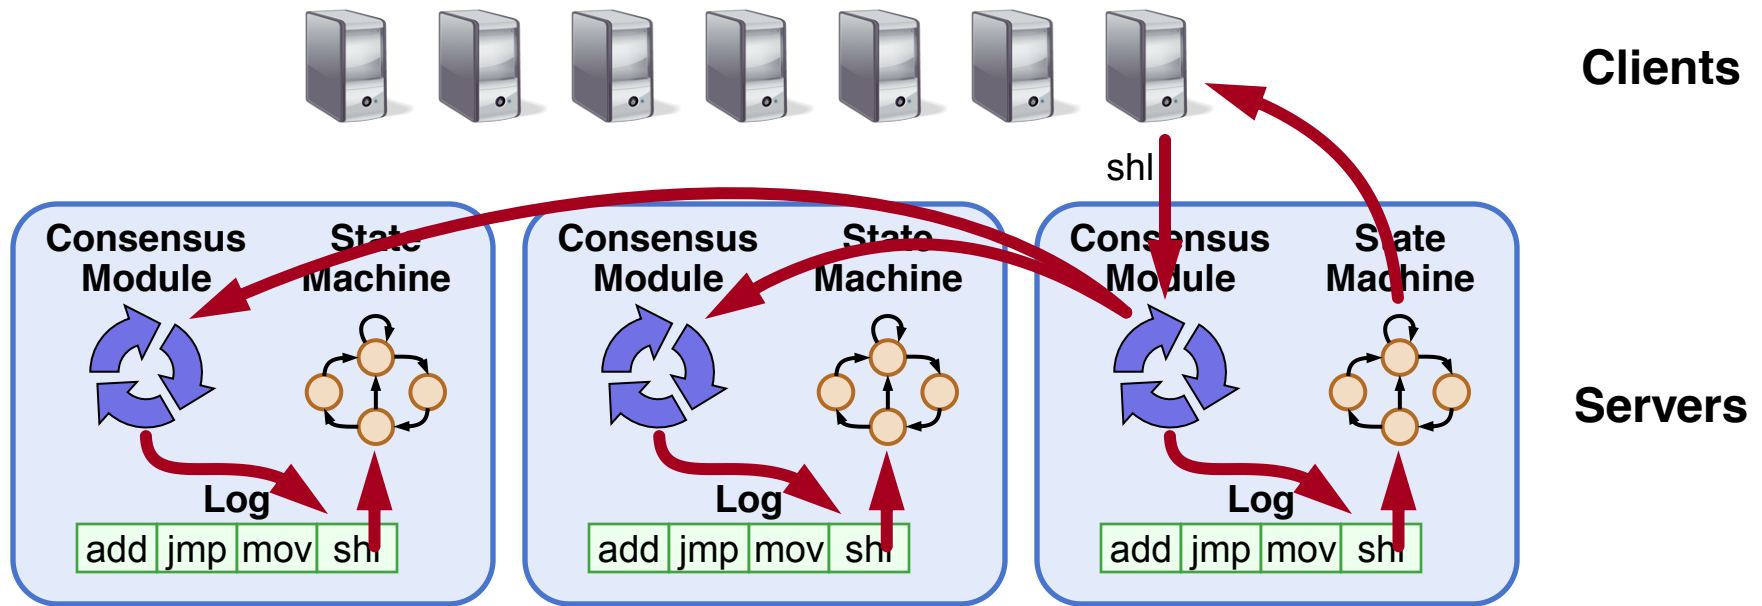 Clients
shl
Consensus Module
State Machine
Consensus Module
State Machine
Consensus Module
State Machine
Servers
Log
add jmp mov shl
Log
add jmp mov shl
Log
add jmp mov shl